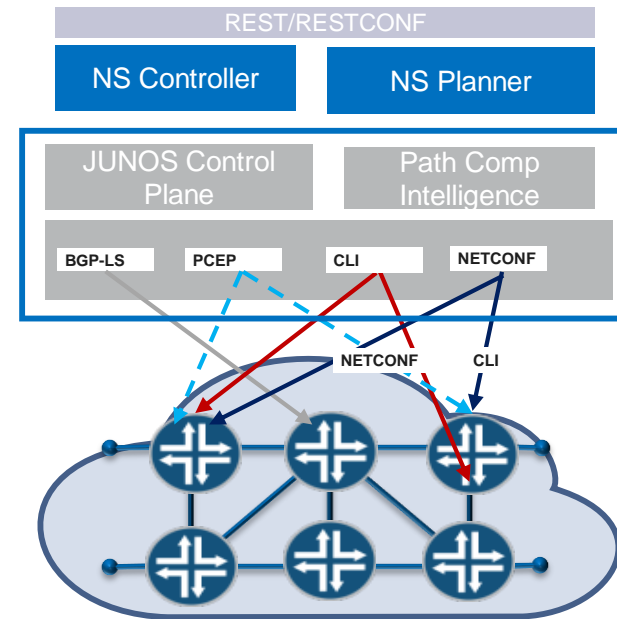 REST/RESTCONF
NS Controller
NS Planner
JUNOS Control
Plane
Path Comp
Intelligence
BGP-LS
PCEP
CLI
NETCONF
NETCONF
CLI